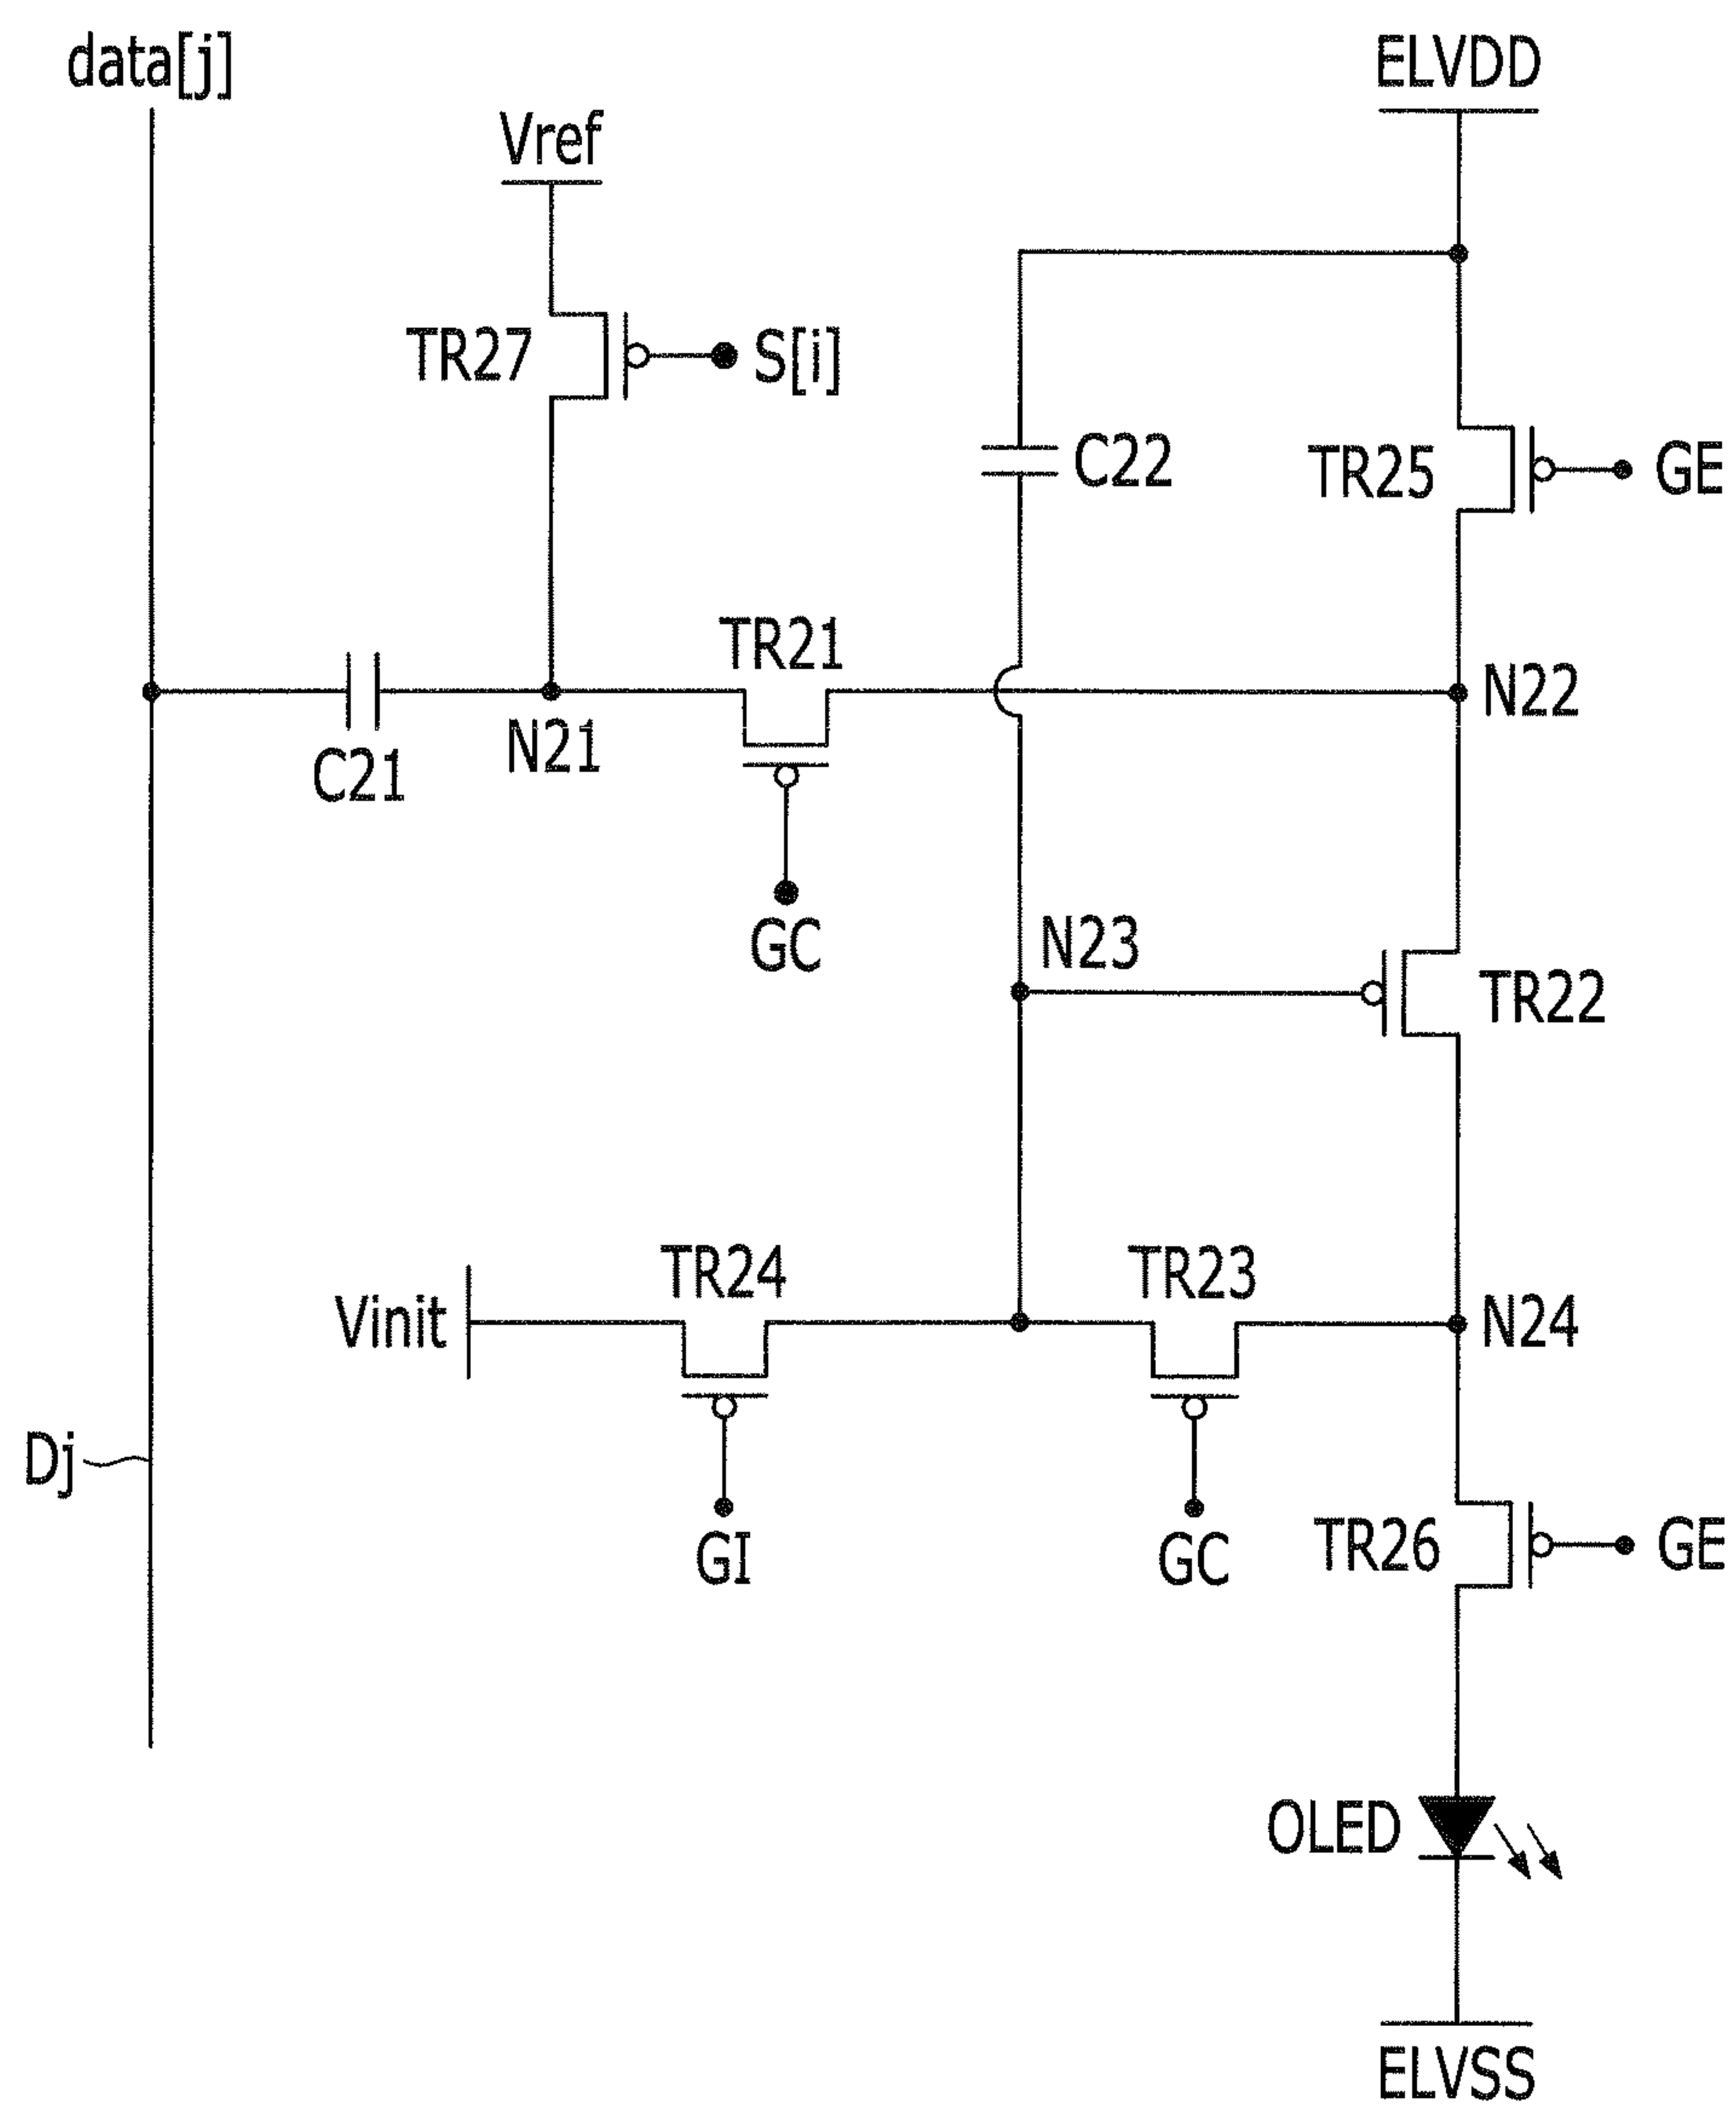 data[j]
ELVDD
Vref
TR27
S[i]
C22
TR25
GE
TR21
N22
N21
C21
GC
N23
TR22
TR24
TR23
Vinit
N24
Dj
GI
GC
TR26
GE
OLED
ELVSS